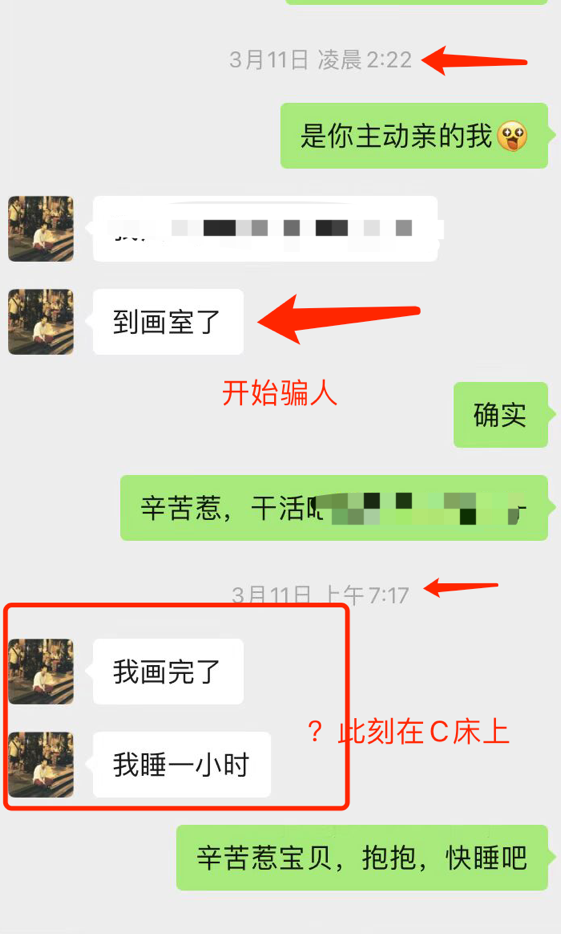 3月11日 凌晨 2:22
是你主动亲的我
到画室了
开始骗人
确实
辛苦惹，干活吧
3月11日 上午 7:17
我画完了
？此刻在C床上
我睡一小时
辛苦惹宝贝，抱抱，快睡吧